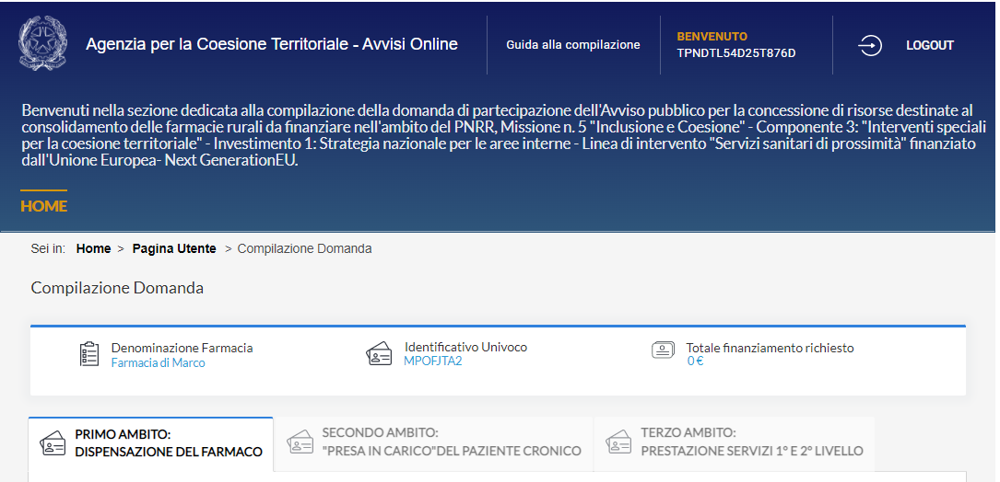 Agenzia per la Coesione Territoriale - Avvisi Online
Guida alla compilazione
BENVENUTO
TPNDTL54D25T876D
LOGOUT
Benvenuti nella sezione dedicata alla compilazione della domanda di partecipazione dell'Avviso pubblico per la concessione di risorse destinate al
consolidamento delle farmacie rurali da finanziare nell'ambito del PNRR, Missione n. 5 "Inclusione e Coesione" - Componente 3: "Interventi speciali
per la coesione territoriale" - Investimento 1: Strategia nazionale per le aree interne - Linea di intervento "Servizi sanitari di prossimità" finanziato
dall'Unione Europea- Next GenerationEU.
HOME
Sei in: Home > Pagina Utente > Compilazione Domanda
Compilazione Domanda
Denominazione Farmacia
Farmacia di Marco
Identificativo Univoco
MPOFJTA2
Totale finanziamento richiesto
0 €
PRIMO AMBITO:
DISPENSAZIONE DEL FARMACO
SECONDO AMBITO:
"PRESA IN CARICO"DEL PAZIENTE CRONICO
TERZO AMBITO:
PRESTAZIONE SERVIZI 1° E 2° LIVELLO